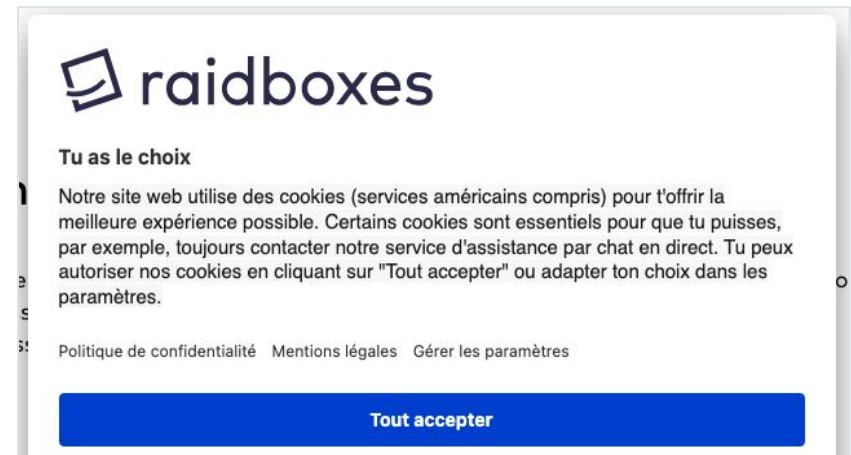 raidboxes
Tu as le choix
Notre site web utilise des cookies (services américains compris) pour t'offrir la
meilleure expérience possible. Certains cookies sont essentiels pour que tu puisses,
par exemple, toujours contacter notre service d'assistance par chat en direct. Tu peux
autoriser nos cookies en cliquant sur "Tout accepter" ou adapter ton choix dans les
paramètres.
Politique de confidentialité Mentions légales Gérer les paramètres
Tout accepter